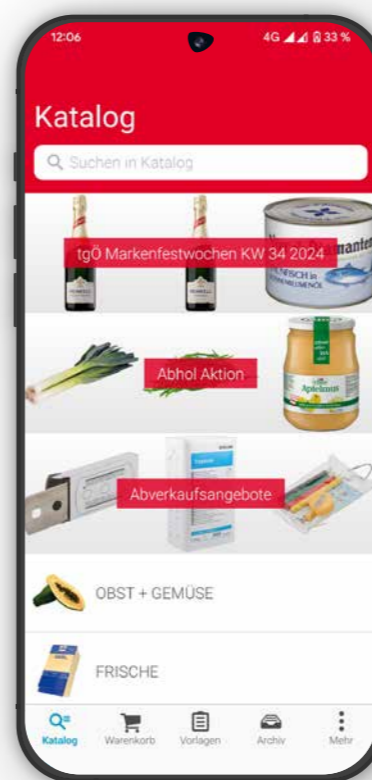 12:06
4G
33 %
Katalog
Suchen in Katalog
tgÖ Markenfestwochen KW 34 2024
Abhol Aktion
Apfelmus
Abverkaufsangebote
OBST + GEMÜSE
FRISCHE
Katalog
Warenkorb
Vorlagen
Archiv
Mehr